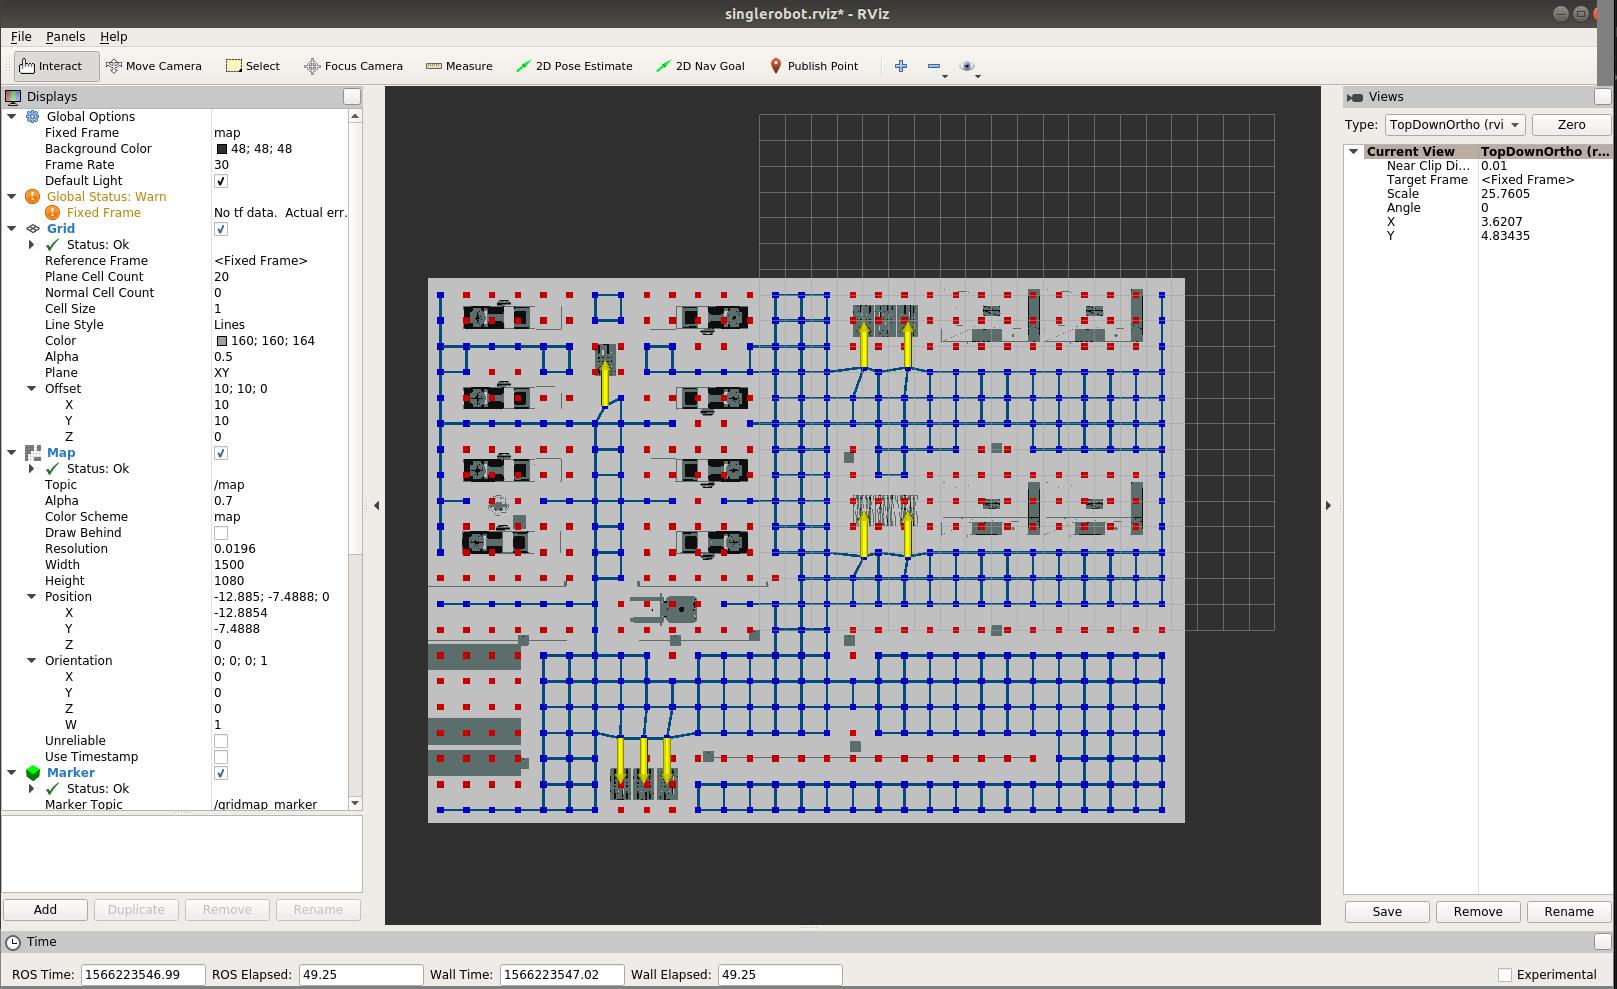 singlerobot.rviz* - RViz
File Panels Help
Interact Move Camera Select Focus Camera Measure 2D Pose Estimate 2D Nav Goal Publish Point
Displays
Global Options
Fixed Frame map
Background Color 48; 48; 48
Frame Rate 30
Default Light
Global Status: Warn
Fixed Frame No tf data. Actual err.
Grid
Status: Ok
Reference Frame <Fixed Frame>
Plane Cell Count 20
Normal Cell Count 0
Cell Size 1
Line Style Lines
Color 160; 160; 164
Alpha 0.5
Plane XY
Offset 10; 10; 0
X 10
Y 10
Z 0
Map
Status: Ok
Topic /map
Alpha 0.7
Color Scheme map
Draw Behind
Resolution 0.0196
Width 1500
Height 1080
Position -12.885; -7.4888; 0
X -12.8854
Y -7.4888
Z 0
Orientation 0; 0; 0; 1
X 0
Y 0
Z 0
W 1
Unreliable
Use Timestamp
Marker
Status: Ok
Marker Topic /gridmap_marker
Add Duplicate Remove Rename
Views
Type: TopDownOrtho (rvi Zero
Current View TopDownOrtho (r...
Near Clip Di... 0.01
Target Frame <Fixed Frame>
Scale 25.7605
Angle 0
X 3.6207
Y 4.83435
Save Remove Rename
Time
ROS Time: 1566223546.99 ROS Elapsed: 49.25 Wall Time: 1566223547.02 Wall Elapsed: 49.25 Experimental